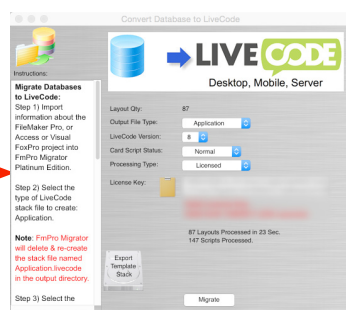 Convert Database to LiveCode
Instructions:
Migrate Databases
to LiveCode:
Step 1) Import
information about the
FileMaker Pro, or
Access or Visual
FoxPro project into
FmPro Migrator
Platinum Edition.
Step 2) Select the
type of LiveCode
stack file to create:
Application.
Note: FmPro Migrator
will delete & re-create
the stack file named
Application.livecode
in the output directory.
Step 3) Select the
LIVECODE
Desktop, Mobile, Server
Layout Qty: 87
Output File Type: Application
LiveCode Version: 8
Card Script Status: Normal
Processing Type: Licensed
License Key:
87 Layouts Processed in 23 Sec.
147 Scripts Processed.
Export
Template
Stack
Migrate